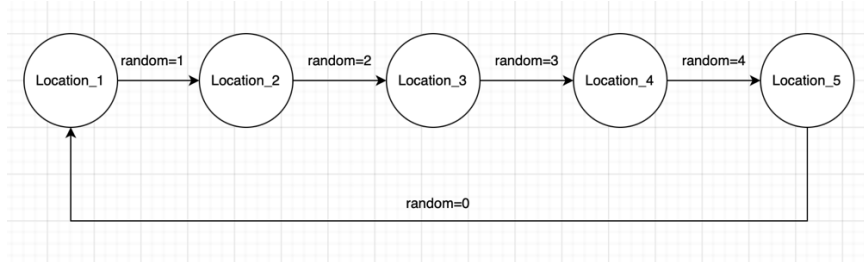 random=1
random=2
random=3
random=4
Location_1
Location_2
Location_3
Location_4
Location_5
random=0